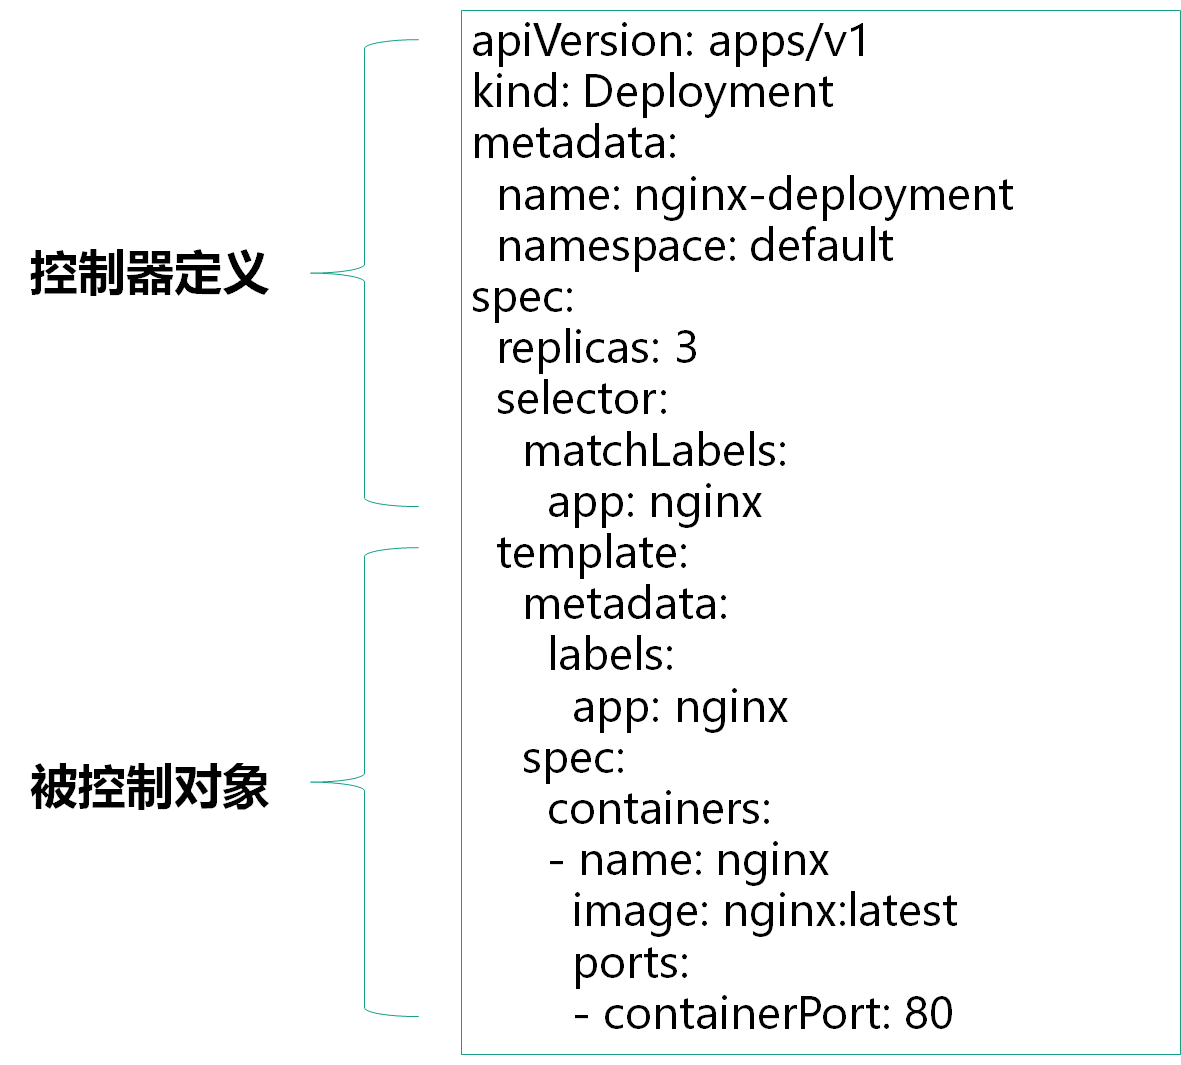 apiVersion: apps/v1
kind: Deployment
metadata:
  name: nginx-deployment
  namespace: default
控制器定义
spec:
  replicas: 3
  selector:
    matchLabels:
      app: nginx
  template:
    metadata:
      labels:
        app: nginx
    spec:
被控制对象
      containers:
      - name: nginx
        image: nginx:latest
        ports:
        - containerPort: 80